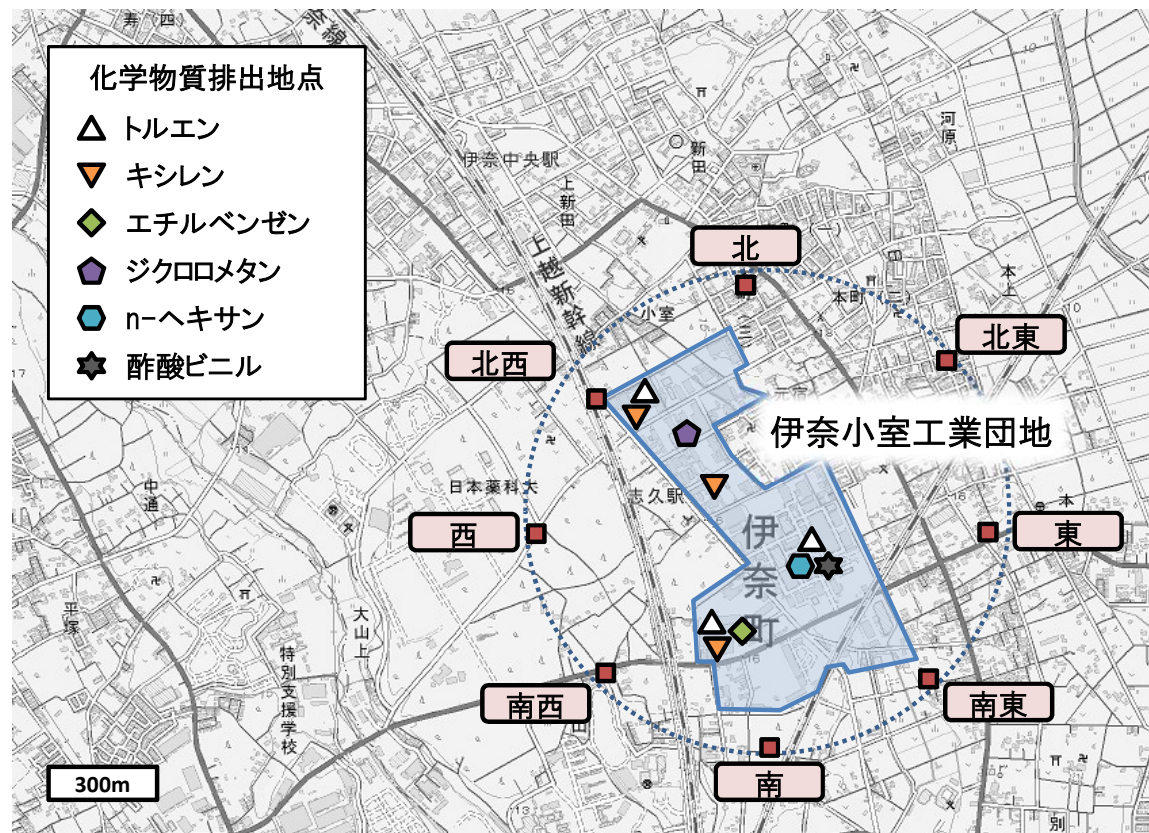 化学物質排出地点
トルエン
キシレン
エチルベンゼン
ジクロロメタン
n-ヘキサン
酢酸ビニル
伊奈中央駅
上新田
新田
河原
上越新幹線
北
本上
小室
本町(二)
北東
北西
伊奈小室工業団地
中通
日本薬科大
志久駅
西
伊奈町
東
平塚
大山上
特別支援学校
南西
南東
南
300m
別